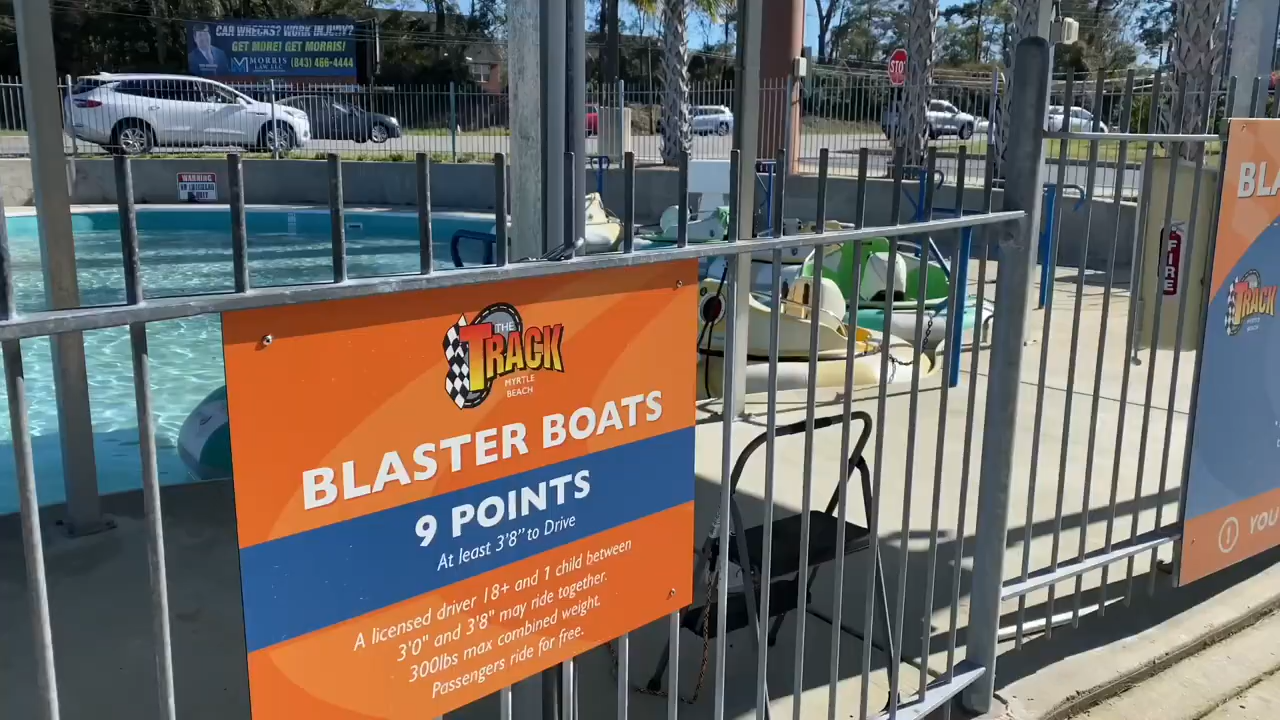 CAR WRECKS? WORK INJURY?
GET MORE! GET MORRIS!
M MORRIS (843) 466-4444
LAW
STOP
WARNING
FIRE
THE
TRACK
MYRTLE
BEACH
BLASTER BOATS
9 POINTS
At least 3'8" to Drive
A licensed driver 18+ and 1 child between
3'0" and 3'8" may ride together.
300lbs max combined weight.
Passengers ride for free.
BLA
TRACK
1 YOU